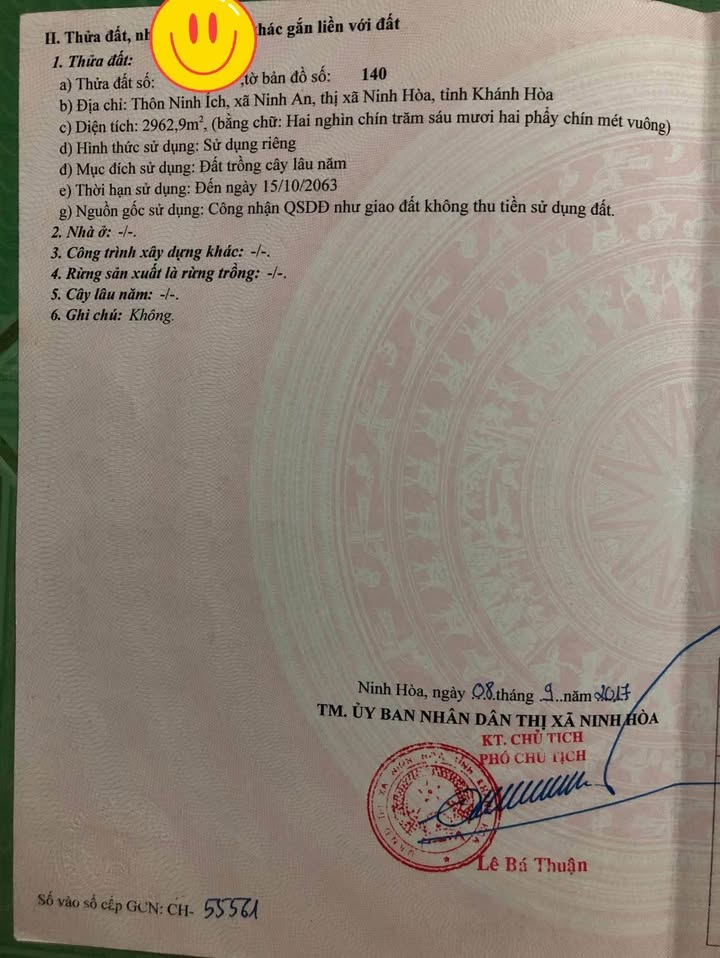 II. Thửa đất, nh khác gắn liền với đất
1. Thửa đất:
a) Thửa đất số: ,tờ bản đồ số: 140
b) Địa chỉ: Thôn Ninh Ích, xã Ninh An, thị xã Ninh Hòa, tỉnh Khánh Hòa
c) Diện tích: 2962,9m², (bằng chữ: Hai nghìn chín trăm sáu mươi hai phẩy chín mét vuông)
d) Hình thức sử dụng: Sử dụng riêng
đ) Mục đích sử dụng: Đất trồng cây lâu năm
e) Thời hạn sử dụng: Đến ngày 15/10/2063
g) Nguồn gốc sử dụng: Công nhận QSDĐ như giao đất không thu tiền sử dụng đất.
2. Nhà ở: -/-.
3. Công trình xây dựng khác: -/-.
4. Rừng sản xuất là rừng trồng: -/-.
5. Cây lâu năm: -/-.
6. Ghi chú: Không.
Ninh Hòa, ngày 08 tháng 9 năm 2017
TM. ỦY BAN NHÂN DÂN THỊ XÃ NINH HÒA
KT. CHỦ TỊCH
PHÓ CHỦ TỊCH
Lê Bá Thuận
Số vào sổ cấp GCN: CH- 55561